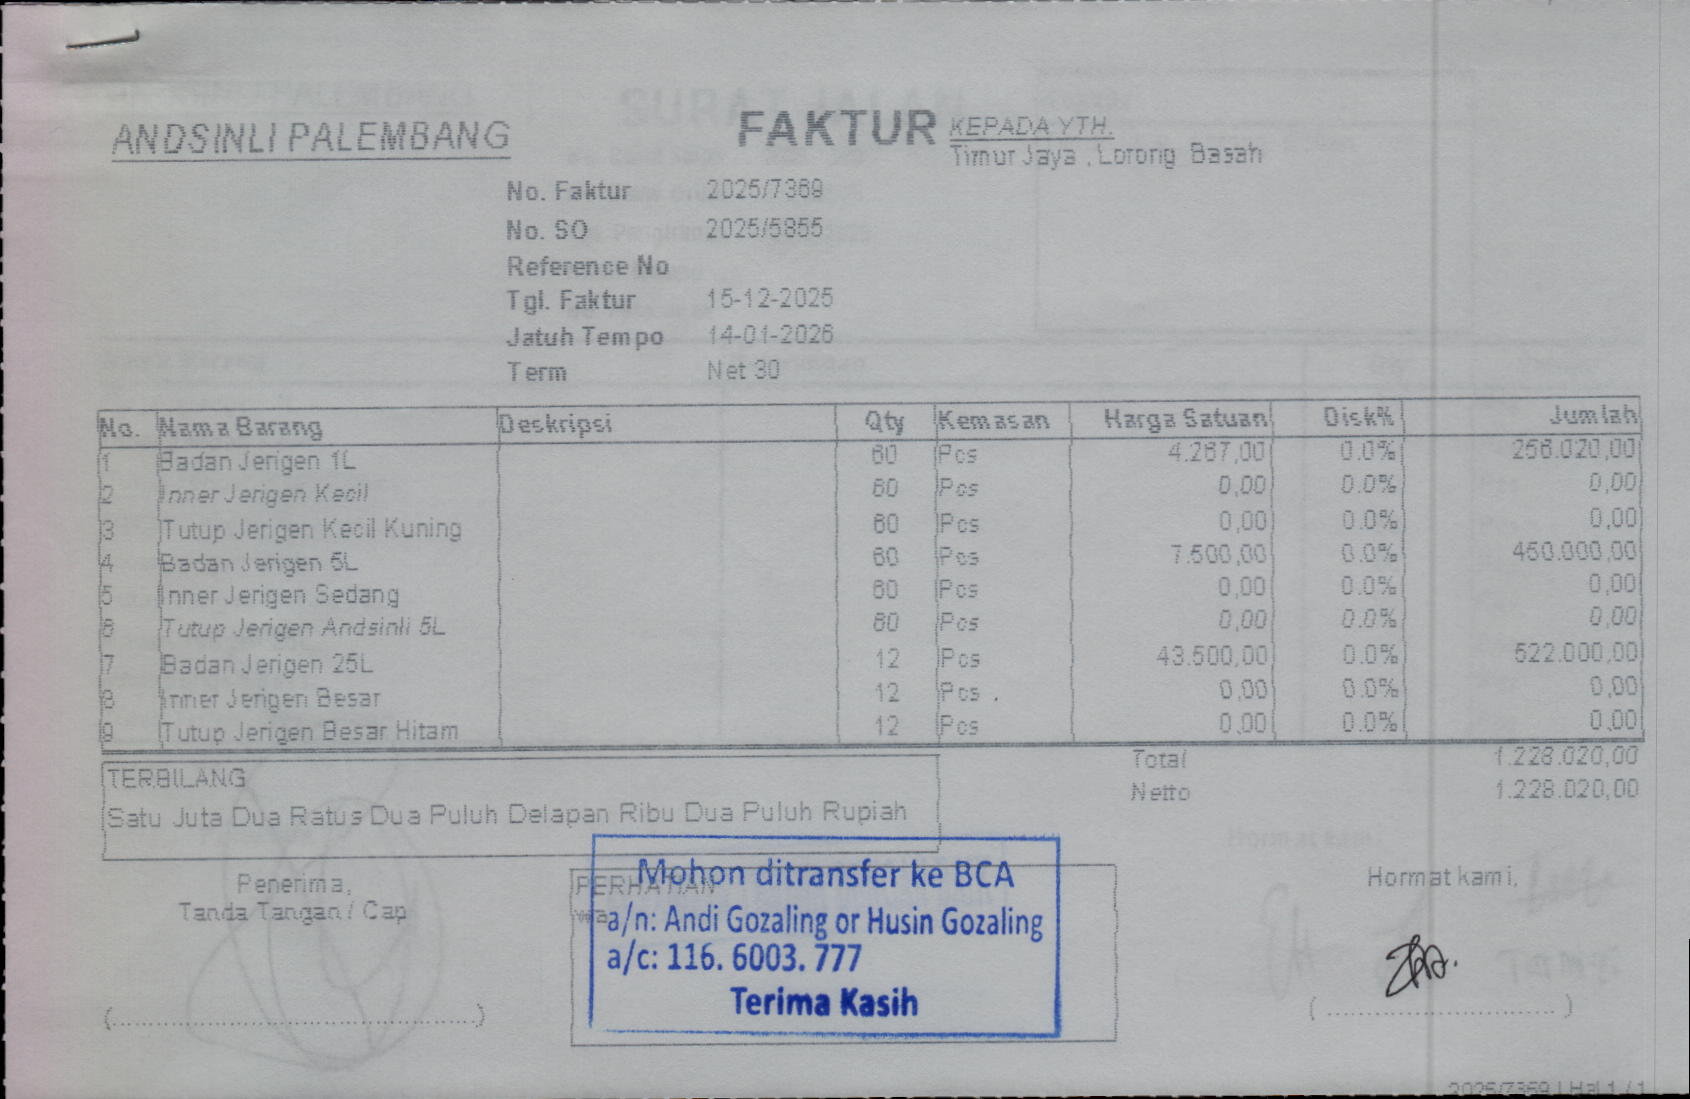 ANDSINLI PALEMBANG
FAKTUR
KEPADA YTH.
Timur Jaya , Lorong Basah
No. Faktur 2025/7369
No. SO 2025/5855
Reference No
Tgl. Faktur 15-12-2025
Jatuh Tempo 14-01-2026
Term Net 30
No. Nama Barang Deskripsi Qty Kemasan Harga Satuan Disk% Jumlah
1 Badan Jerigen 1L 60 Pcs 4.267,00 0.0% 256.020,00
2 Inner Jerigen Kecil 60 Pcs 0,00 0.0% 0,00
3 Tutup Jerigen Kecil Kuning 60 Pcs 0,00 0.0% 0,00
4 Badan Jerigen 5L 60 Pcs 7.500,00 0.0% 450.000,00
5 Inner Jerigen Sedang 60 Pcs 0,00 0.0% 0,00
6 Tutup Jerigen Andsinli 5L 60 Pcs 0,00 0.0% 0,00
7 Badan Jerigen 25L 12 Pcs 43.500,00 0.0% 522.000,00
8 Inner Jerigen Besar 12 Pcs 0,00 0.0% 0,00
9 Tutup Jerigen Besar Hitam 12 Pcs 0,00 0.0% 0,00
Total 1.228.020,00
Netto 1.228.020,00
TERBILANG
Satu Juta Dua Ratus Dua Puluh Delapan Ribu Dua Puluh Rupiah
Penerima,
Tanda Tangan / Cap
(..........................................)
PERHATIAN
Mohon ditransfer ke BCA
a/n: Andi Gozaling or Husin Gozaling
a/c: 116. 6003. 777
Terima Kasih
Hormat kami,
( .......................... )
2025/7369 | Hal 1 / 1